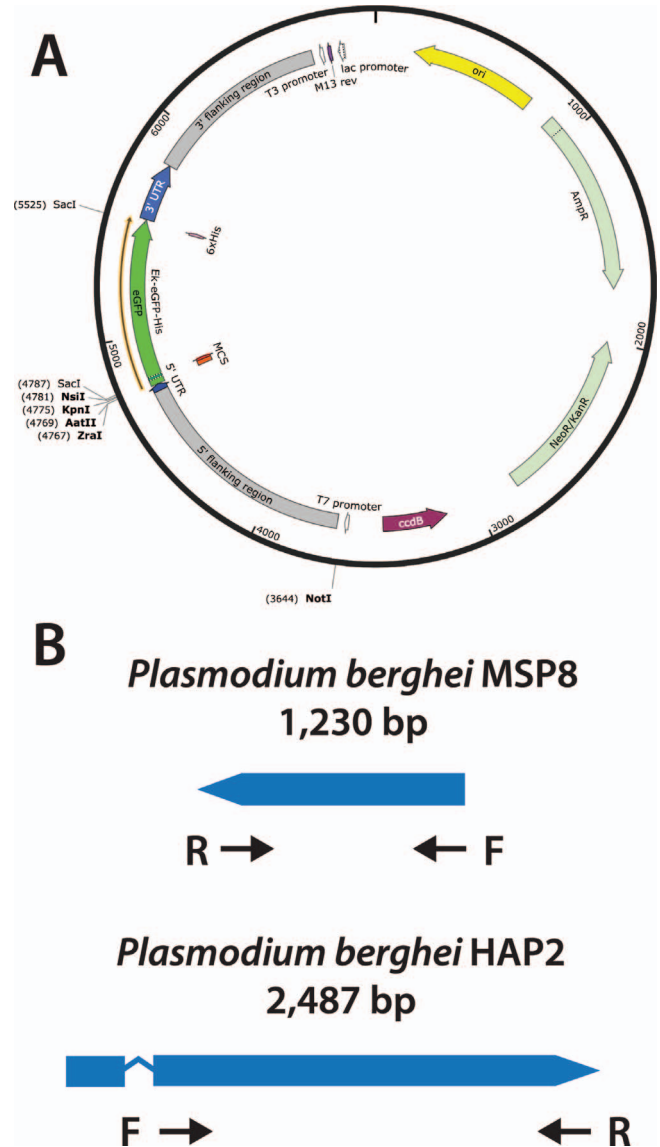 A
lac promoter
T3 promoter
M13 rev
ori
1000
3' flanking region
6000
AmpR
3' UTR
(5525) SacI
6xHis
eGFP
Ek-eGFP-His
2000
5000
MCS
5' UTR
(4787) SacI
(4781) NsiI
(4775) KpnI
(4769) AatII
(4767) ZraI
NeoR/KanR
5' flanking region
T7 promoter
ccdB
3000
4000
(3644) NotI
B
Plasmodium berghei MSP8
1,230 bp
R F
Plasmodium berghei HAP2
2,487 bp
F R